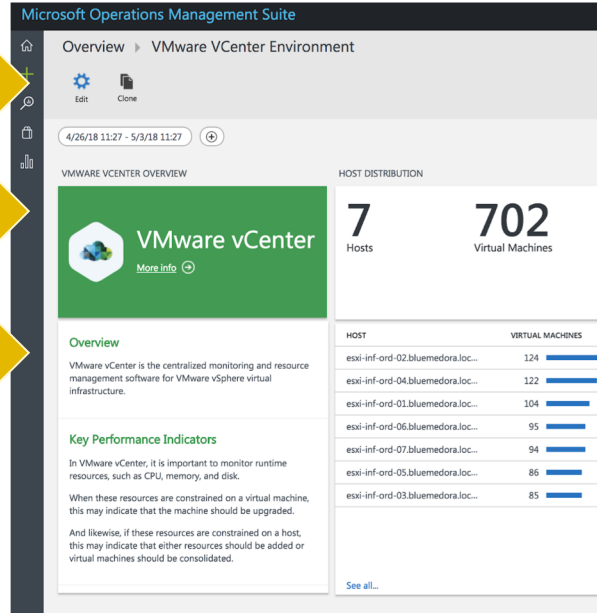 Microsoft Operations Management Suite
Overview ▸ VMware VCenter Environment
Edit Clone
4/26/18 11:27 - 5/3/18 11:27
VMWARE VCENTER OVERVIEW
HOST DISTRIBUTION
VMware vCenter
More info
7
Hosts
702
Virtual Machines
Overview
VMware vCenter is the centralized monitoring and resource
management software for VMware vSphere virtual
infrastructure.
Key Performance Indicators
In VMware vCenter, it is important to monitor runtime
resources, such as CPU, memory, and disk.
When these resources are constrained on a virtual machine,
this may indicate that the machine should be upgraded.
And likewise, if these resources are constrained on a host,
this may indicate that either resources should be added or
virtual machines should be consolidated.
HOST VIRTUAL MACHINES
esxi-inf-ord-02.bluemedora.loc... 124
esxi-inf-ord-04.bluemedora.loc... 122
esxi-inf-ord-01.bluemedora.loc... 104
esxi-inf-ord-06.bluemedora.loc... 95
esxi-inf-ord-07.bluemedora.loc... 94
esxi-inf-ord-05.bluemedora.loc... 86
esxi-inf-ord-03.bluemedora.loc... 85
See all...